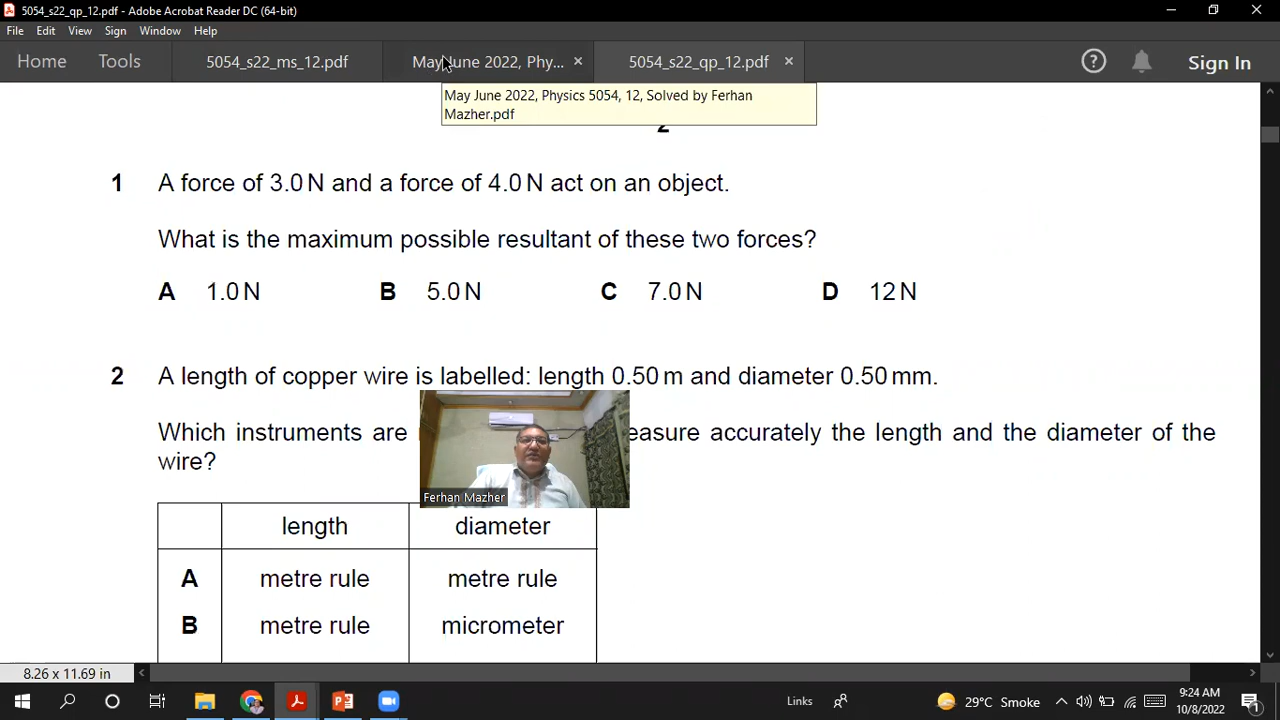 5054_s22_qp_12.pdf - Adobe Acrobat Reader DC (64-bit)
File Edit View Sign Window Help
Home Tools 5054_s22_ms_12.pdf May June 2022, Phy... × 5054_s22_qp_12.pdf × Sign In
May June 2022, Physics 5054, 12, Solved by Ferhan
Mazher.pdf
2
1 A force of 3.0 N and a force of 4.0 N act on an object.
What is the maximum possible resultant of these two forces?
A 1.0 N B 5.0 N C 7.0 N D 12 N
2 A length of copper wire is labelled: length 0.50 m and diameter 0.50 mm.
Which instruments are easure accurately the length and the diameter of the
wire?
Ferhan Mazher
length diameter
A metre rule metre rule
B metre rule micrometer
8.26 x 11.69 in
Links 29°C Smoke 9:24 AM
10/8/2022